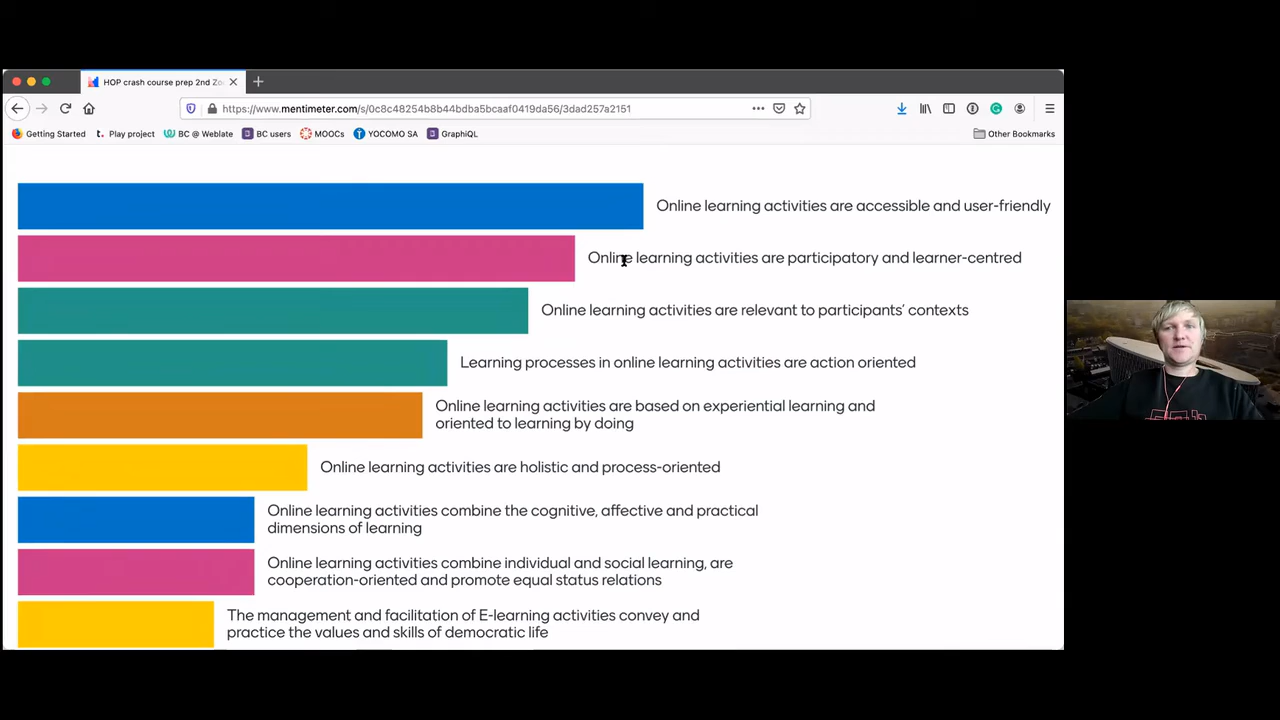 HOP crash course prep 2nd Zo
https://www.mentimeter.com/s/0c8c48254b8b44bdba5bcaaf0419da56/3dad257a2151
Getting Started Play project BC @ Weblate BC users MOOCs YOCOMO SA GraphiQL Other Bookmarks
Online learning activities are accessible and user-friendly
Online learning activities are participatory and learner-centred
Online learning activities are relevant to participants’ contexts
Learning processes in online learning activities are action oriented
Online learning activities are based on experiential learning and
oriented to learning by doing
Online learning activities are holistic and process-oriented
Online learning activities combine the cognitive, affective and practical
dimensions of learning
Online learning activities combine individual and social learning, are
cooperation-oriented and promote equal status relations
The management and facilitation of E-learning activities convey and
practice the values and skills of democratic life